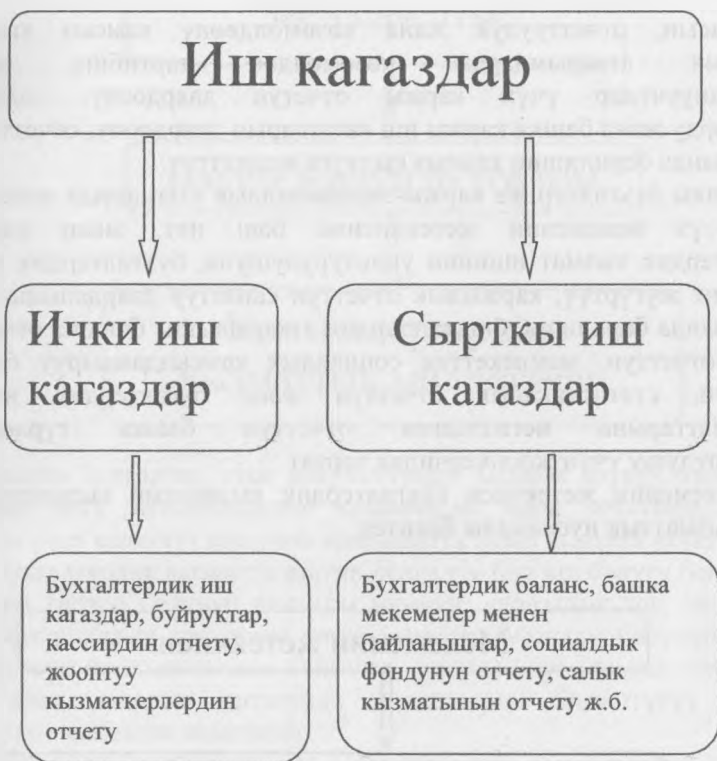 Иш кагаздар
Ички иш
кагаздар
Сырткы иш
кагаздар
Бухгалтердик
кагаздар, буйруктар,
кассирдин отчету,
жооптуу
кызматкерлердин
отчету
Бухгалтердик баланс, башка
мекемелер менен
байланыштар, социалдык
фондунун отчету, салык
кызматынын отчету ж.б.